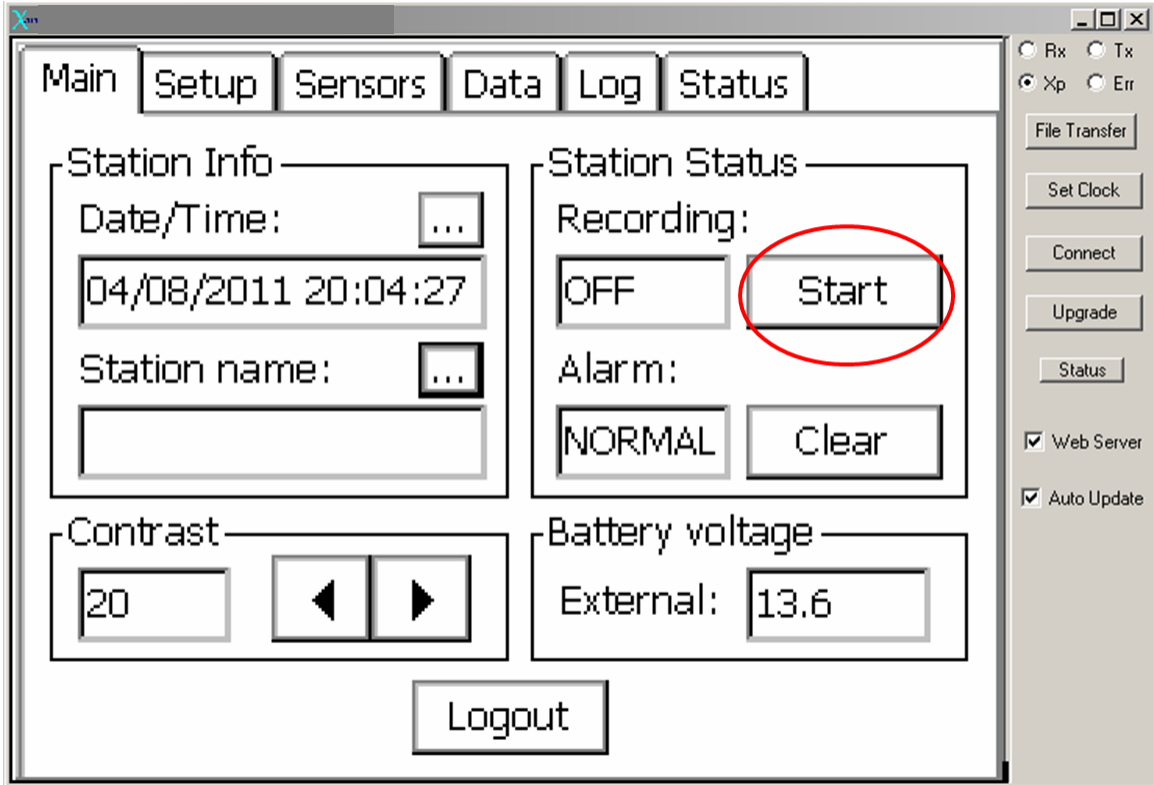 Main Setup Sensors Data Log Status
Station Info
Date/Time: ...
04/08/2011 20:04:27
Station name: ...
Station Status
Recording:
OFF Start
Alarm:
NORMAL Clear
Contrast
20
Battery voltage
External: 13.6
Logout
Rx Tx
Xp Err
File Transfer
Set Clock
Connect
Upgrade
Status
Web Server
Auto Update